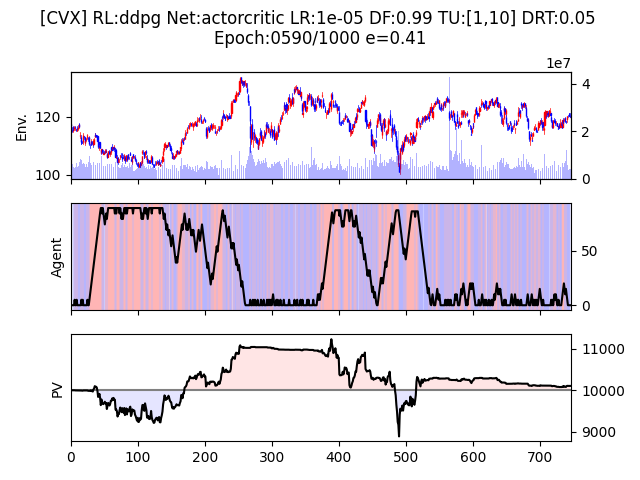 [CVX] RL:ddpg Net:actorcritic LR:1e-05 DF:0.99 TU:[1,10] DRT:0.05
Epoch:0590/1000 e=0.41
1e7
Env.
120
100
4
2
0
Agent
50
0
PV
11000
10000
9000
0 100 200 300 400 500 600 700